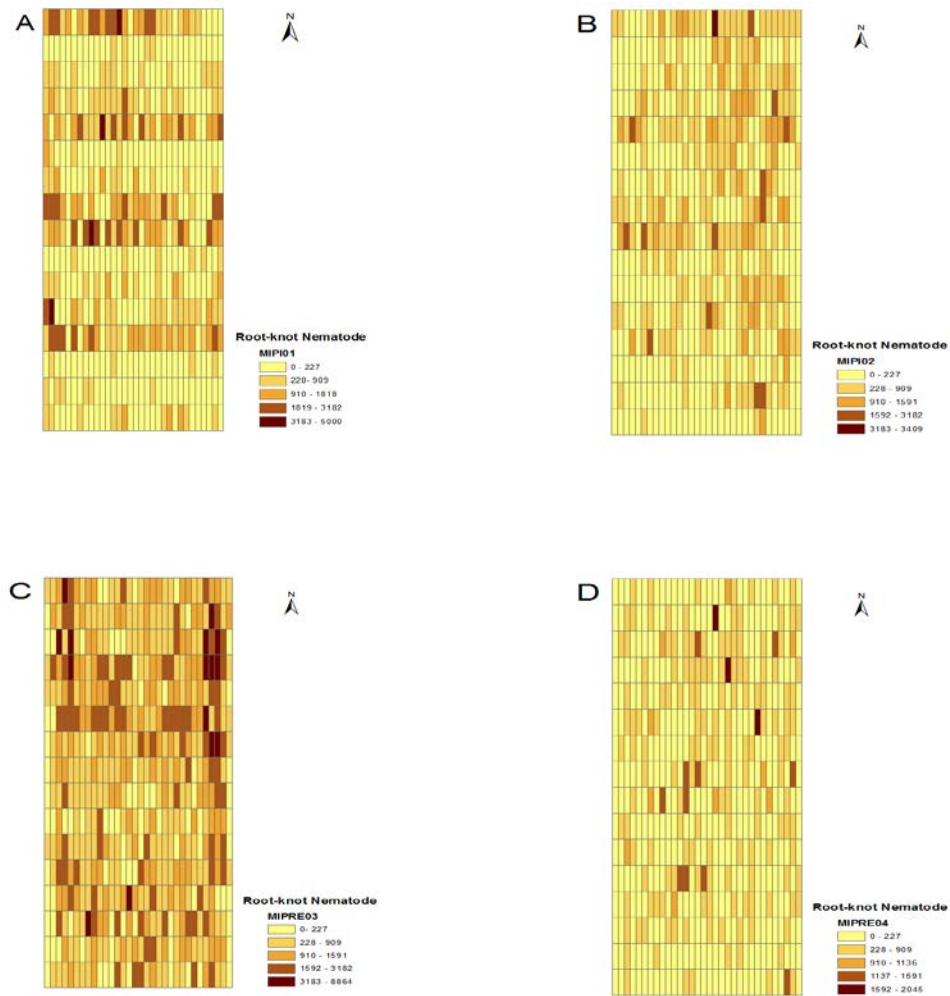 A
N
Root-knot Nematode
MIPI01
0 - 227
228- 909
910 - 1818
1819 - 3182
3183 - 5000
B
N
Root-knot Nematode
MIPI02
0 - 227
228 - 909
910 - 1591
1592 - 3182
3183 - 3409
C
N
Root-knot Nematode
MIPRE03
0- 227
228 - 909
910 - 1591
1592 - 3182
3183 - 8864
D
N
Root-knot Nematode
MIPRE04
0 - 227
228 - 909
910 - 1136
1137 - 1591
1592 - 2045